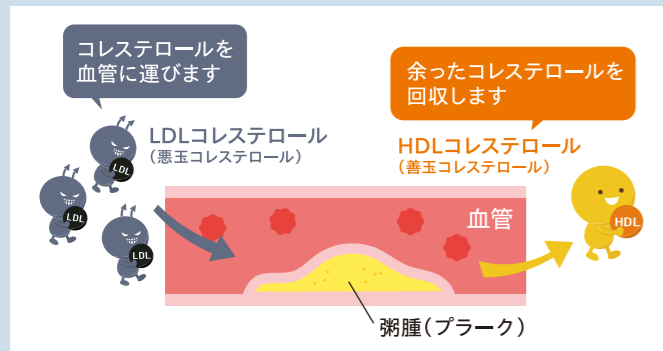 コレステロールを
血管に運びます
余ったコレステロールを
回収します
LDLコレステロール
（悪玉コレステロール）
HDLコレステロール
（善玉コレステロール）
LDL
LDL
LDL
HDL
血管
粥腫（プラーク）